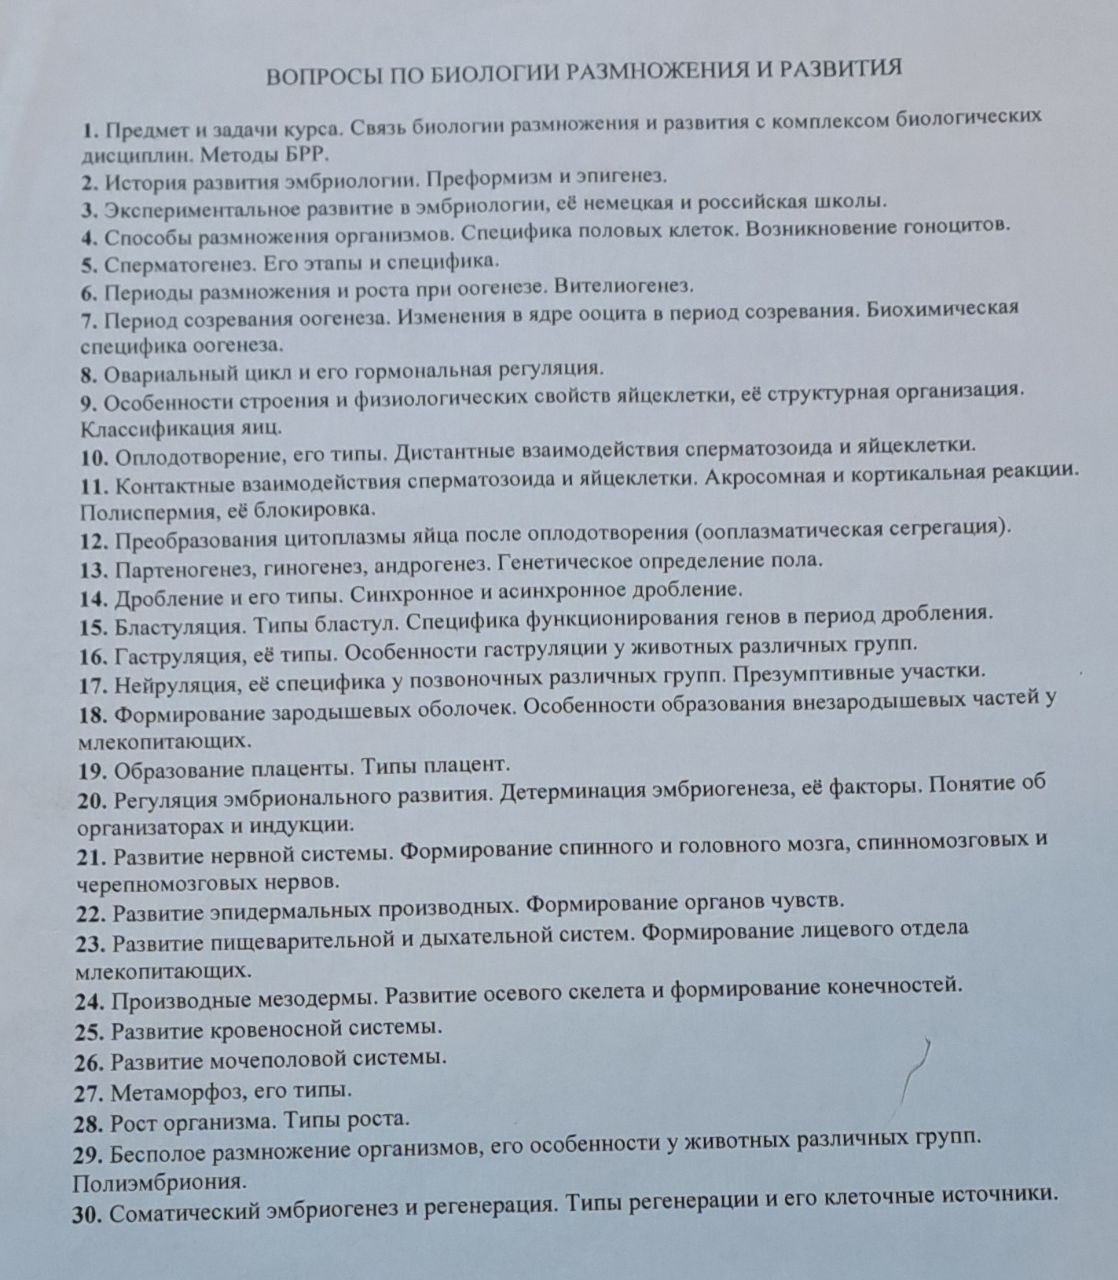 ВОПРОСЫ ПО БИОЛОГИИ РАЗМНОЖЕНИЯ И РАЗВИТИЯ
1. Предмет и задачи курса. Связь биологии размножения и развития с комплексом биологических
дисциплин. Методы БРР.
2. История развития эмбриологии. Преформизм и эпигенез.
3. Экспериментальное развитие в эмбриологии, её немецкая и российская школы.
4. Способы размножения организмов. Специфика половых клеток. Возникновение гоноцитов.
5. Сперматогенез. Его этапы и специфика.
6. Периоды размножения и роста при оогенезе. Вителиогенез.
7. Период созревания оогенеза. Изменения в ядре ооцита в период созревания. Биохимическая
специфика оогенеза.
8. Овариальный цикл и его гормональная регуляция.
9. Особенности строения и физиологических свойств яйцеклетки, её структурная организация.
Классификация яиц.
10. Оплодотворение, его типы. Дистантные взаимодействия сперматозоида и яйцеклетки.
11. Контактные взаимодействия сперматозоида и яйцеклетки. Акросомная и кортикальная реакции.
Полиспермия, её блокировка.
12. Преобразования цитоплазмы яйца после оплодотворения (ооплазматическая сегрегация).
13. Партеногенез, гиногенез, андрогенез. Генетическое определение пола.
14. Дробление и его типы. Синхронное и асинхронное дробление.
15. Бластуляция. Типы бластул. Специфика функционирования генов в период дробления.
16. Гаструляция, её типы. Особенности гаструляции у животных различных групп.
17. Нейруляция, её специфика у позвоночных различных групп. Презумптивные участки.
18. Формирование зародышевых оболочек. Особенности образования внезародышевых частей у
млекопитающих.
19. Образование плаценты. Типы плацент.
20. Регуляция эмбрионального развития. Детерминация эмбриогенеза, её факторы. Понятие об
организаторах и индукции.
21. Развитие нервной системы. Формирование спинного и головного мозга, спинномозговых и
черепномозговых нервов.
22. Развитие эпидермальных производных. Формирование органов чувств.
23. Развитие пищеварительной и дыхательной систем. Формирование лицевого отдела
млекопитающих.
24. Производные мезодермы. Развитие осевого скелета и формирование конечностей.
25. Развитие кровеносной системы.
26. Развитие мочеполовой системы.
27. Метаморфоз, его типы.
28. Рост организма. Типы роста.
29. Бесполое размножение организмов, его особенности у животных различных групп.
Полиэмбриония.
30. Соматический эмбриогенез и регенерация. Типы регенерации и его клеточные источники.